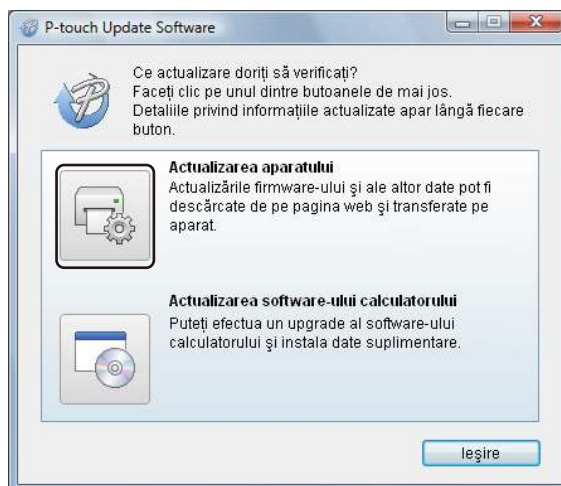 P-touch Update Software
Ce actualizare doriți să verificați?
Faceți clic pe unul dintre butoanele de mai jos.
Detaliile privind informațiile actualizate apar lângă fiecare
buton.
Actualizarea aparatului
Actualizările firmware-ului și ale altor date pot fi
descărcate de pe pagina web și transferate pe
aparat.
Actualizarea software-ului calculatorului
Puteți efectua un upgrade al software-ului
calculatorului și instala date suplimentare.
Ieșire